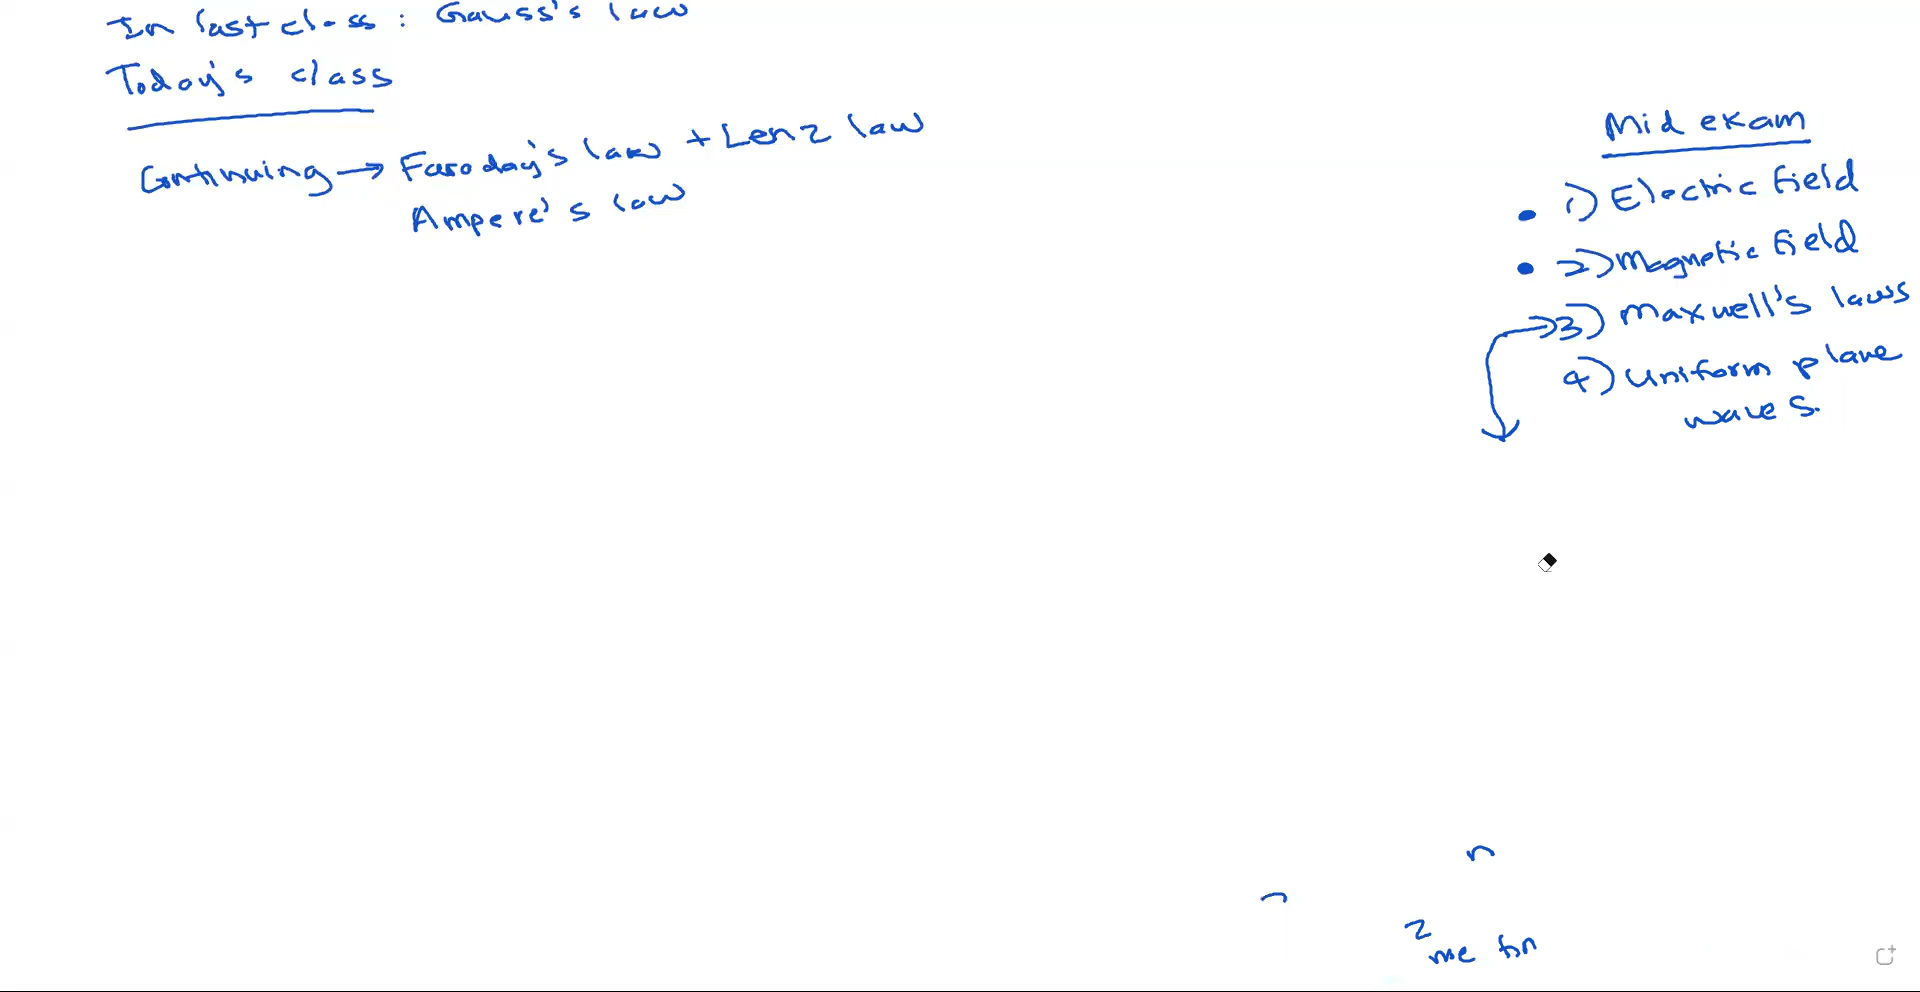 In last class : Gauss's law
Today's class
Continuing → Faraday's law + Lenz law
Ampere's law
Mid exam
• 1) Electric field
• 2) Magnetic field
3) Maxwell's laws
4) Uniform plane
waves.